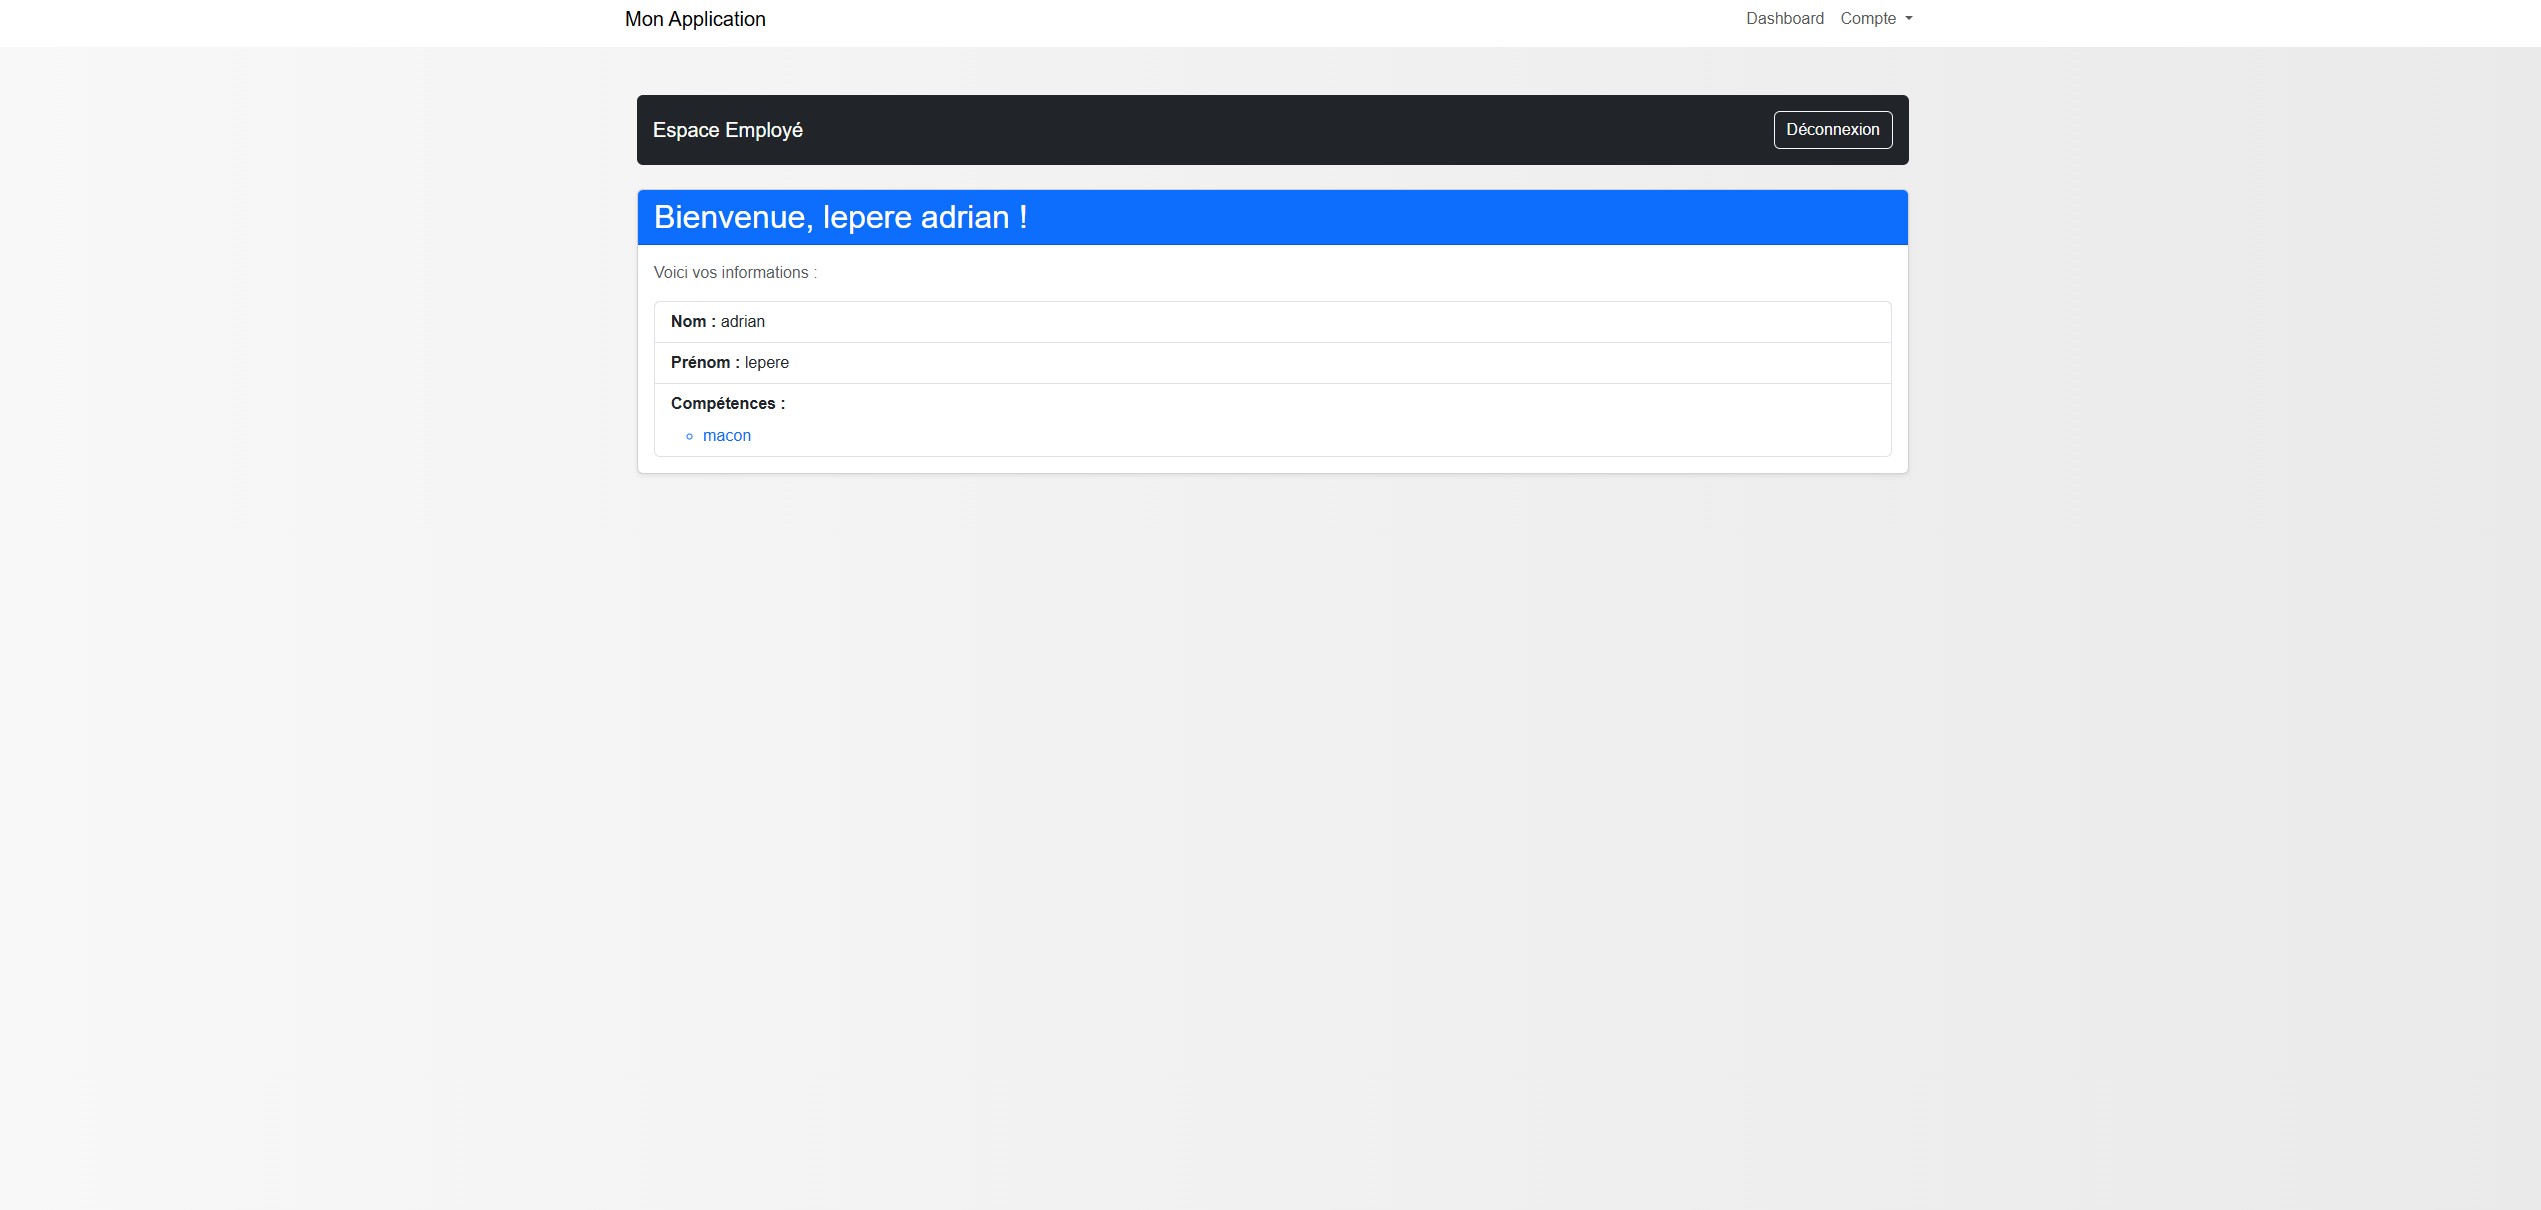 Mon Application
Dashboard Compte
Espace Employé
Déconnexion
Bienvenue, lepere adrian !
Voici vos informations :
Nom : adrian
Prénom : lepere
Compétences :
macon